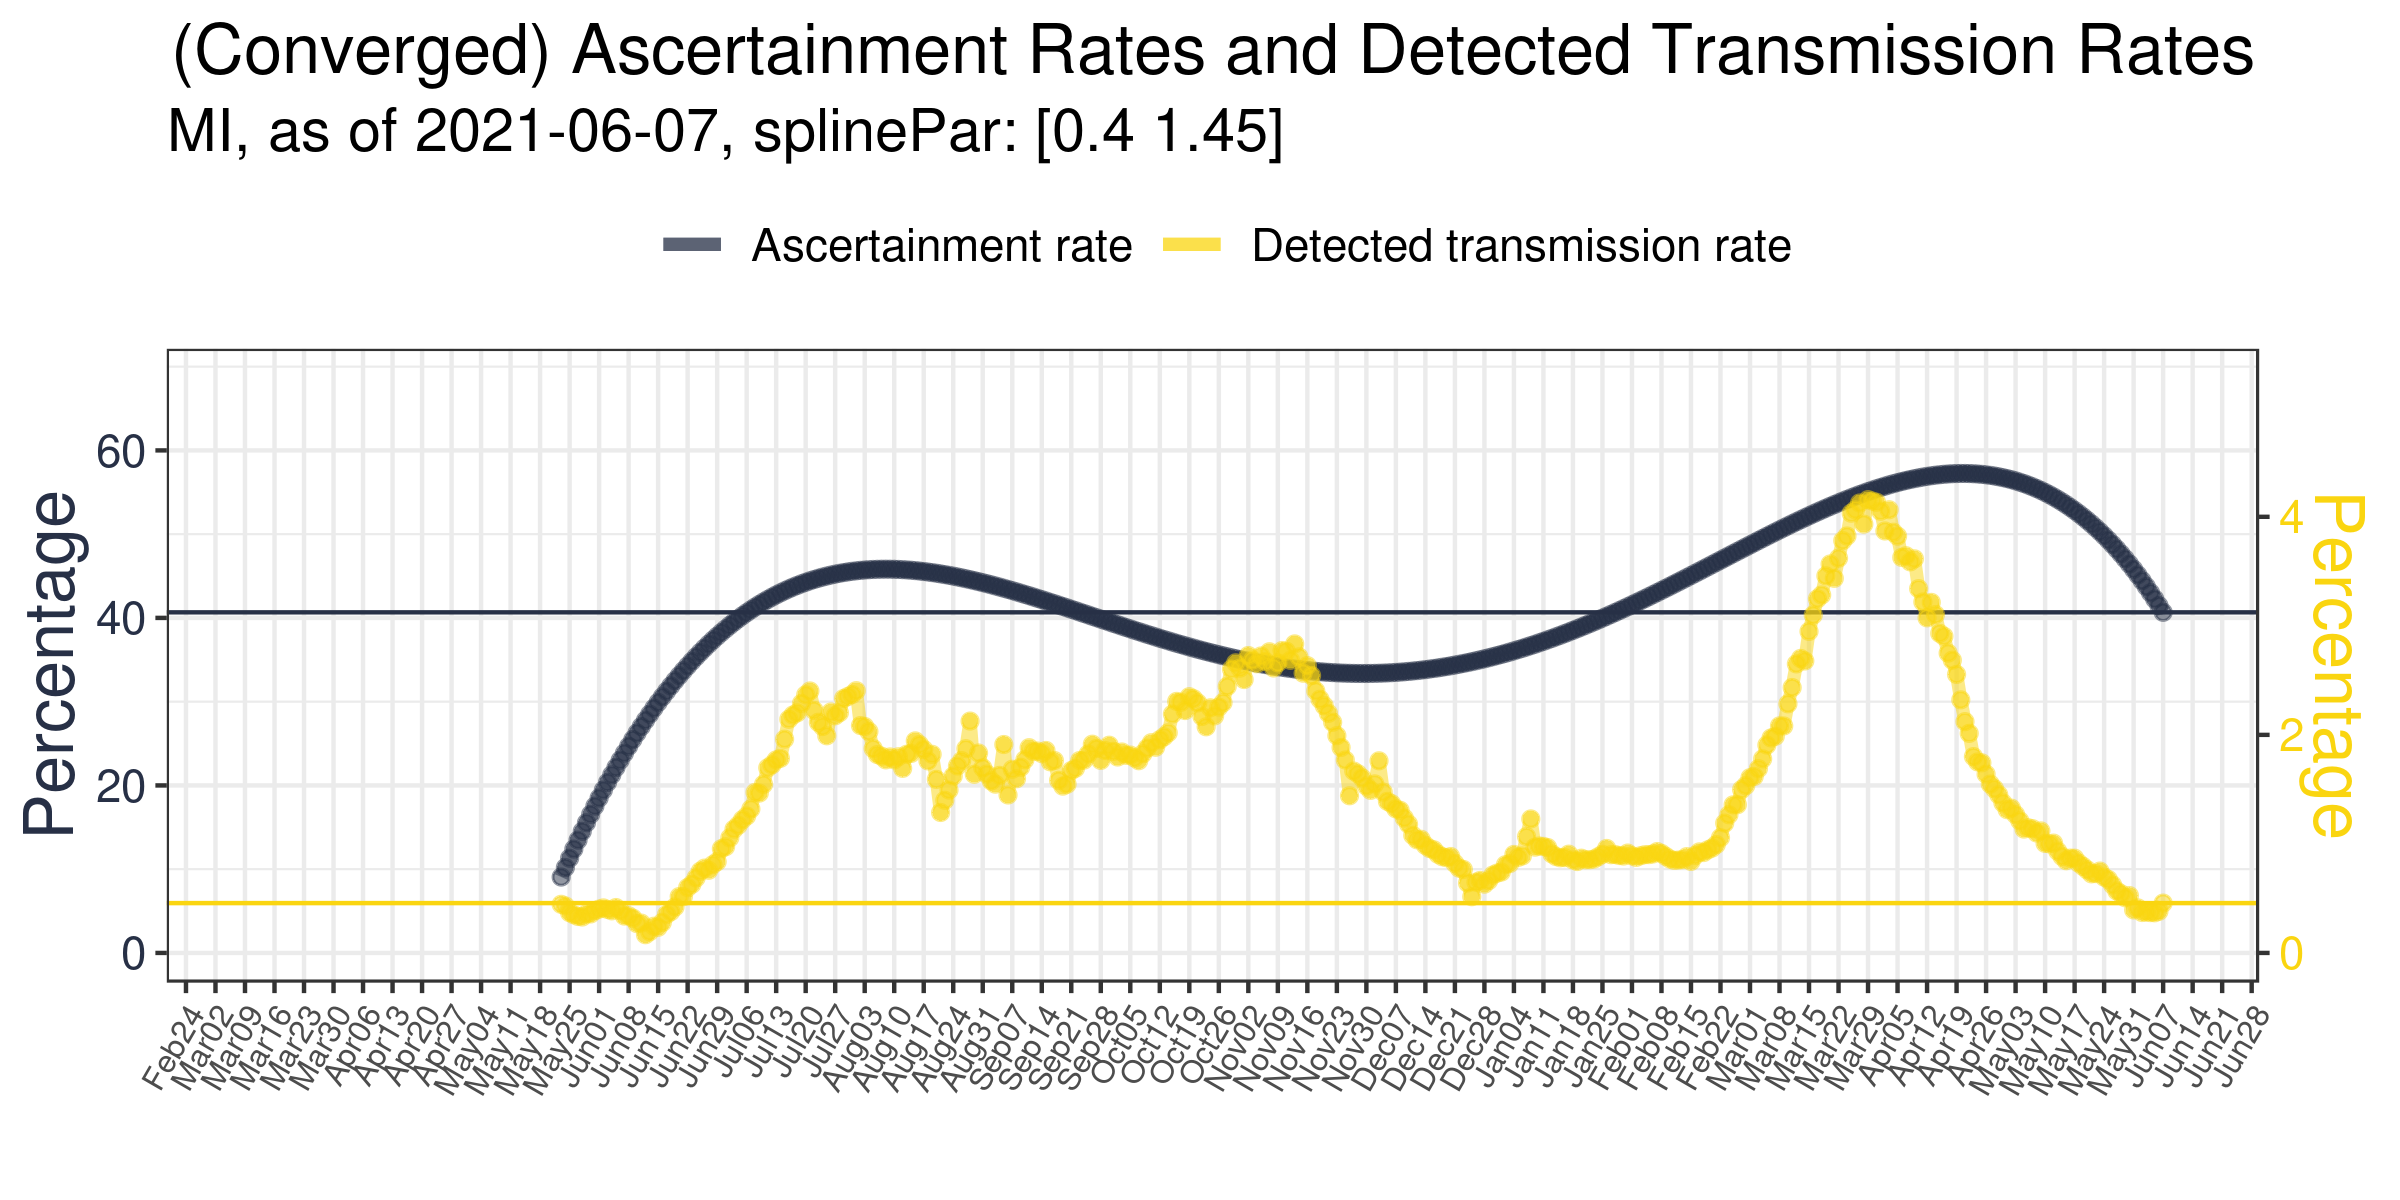 (Converged) Ascertainment Rates and Detected Transmission Rates
MI, as of 2021-06-07, splinePar: [0.4 1.45]
Ascertainment rate
Detected transmission rate
Percentage
60
40
20
0
4
2
0
Percentage
Feb24
Mar02
Mar09
Mar16
Mar23
Mar30
Apr06
Apr13
Apr20
Apr27
May04
May11
May18
May25
Jun01
Jun08
Jun15
Jun22
Jun29
Jul06
Jul13
Jul20
Jul27
Aug03
Aug10
Aug17
Aug24
Aug31
Sep07
Sep14
Sep21
Sep28
Oct05
Oct12
Oct19
Oct26
Nov02
Nov09
Nov16
Nov23
Nov30
Dec07
Dec14
Dec21
Dec28
Jan04
Jan11
Jan18
Jan25
Feb01
Feb08
Feb15
Feb22
Mar01
Mar08
Mar15
Mar22
Mar29
Apr05
Apr12
Apr19
Apr26
May03
May10
May17
May24
May31
Jun07
Jun14
Jun21
Jun28